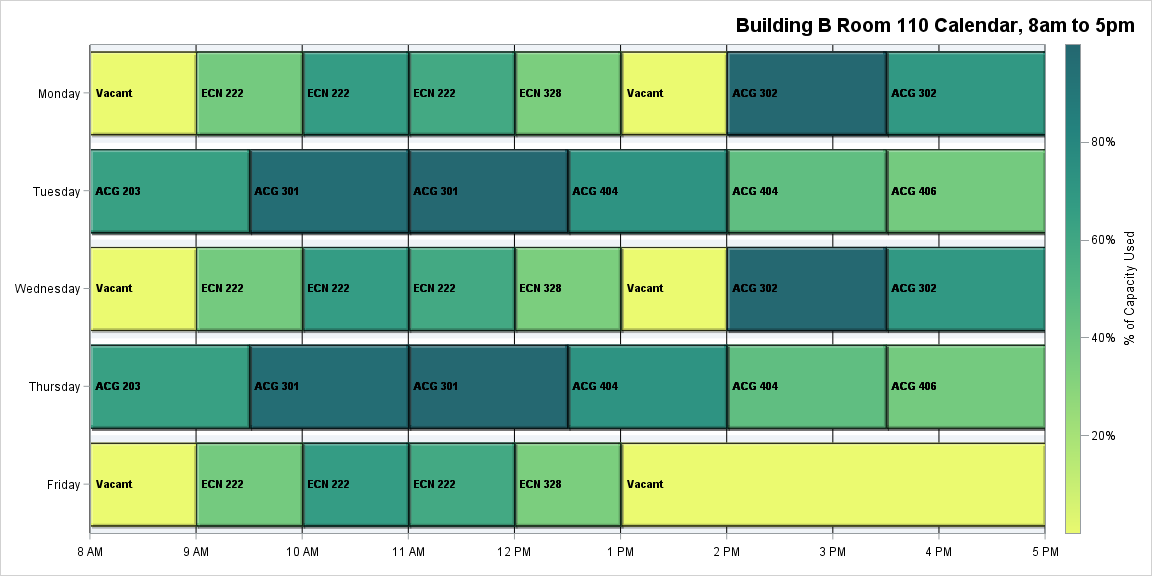 Building B Room 110 Calendar, 8am to 5pm
Monday
Vacant
ECN 222
ECN 222
ECN 222
ECN 328
Vacant
ACG 302
ACG 302
Tuesday
ACG 203
ACG 301
ACG 301
ACG 404
ACG 404
ACG 406
Wednesday
Vacant
ECN 222
ECN 222
ECN 222
ECN 328
Vacant
ACG 302
ACG 302
Thursday
ACG 203
ACG 301
ACG 301
ACG 404
ACG 404
ACG 406
Friday
Vacant
ECN 222
ECN 222
ECN 222
ECN 328
Vacant
8 AM
9 AM
10 AM
11 AM
12 PM
1 PM
2 PM
3 PM
4 PM
5 PM
80%
60%
40%
20%
% of Capacity Used